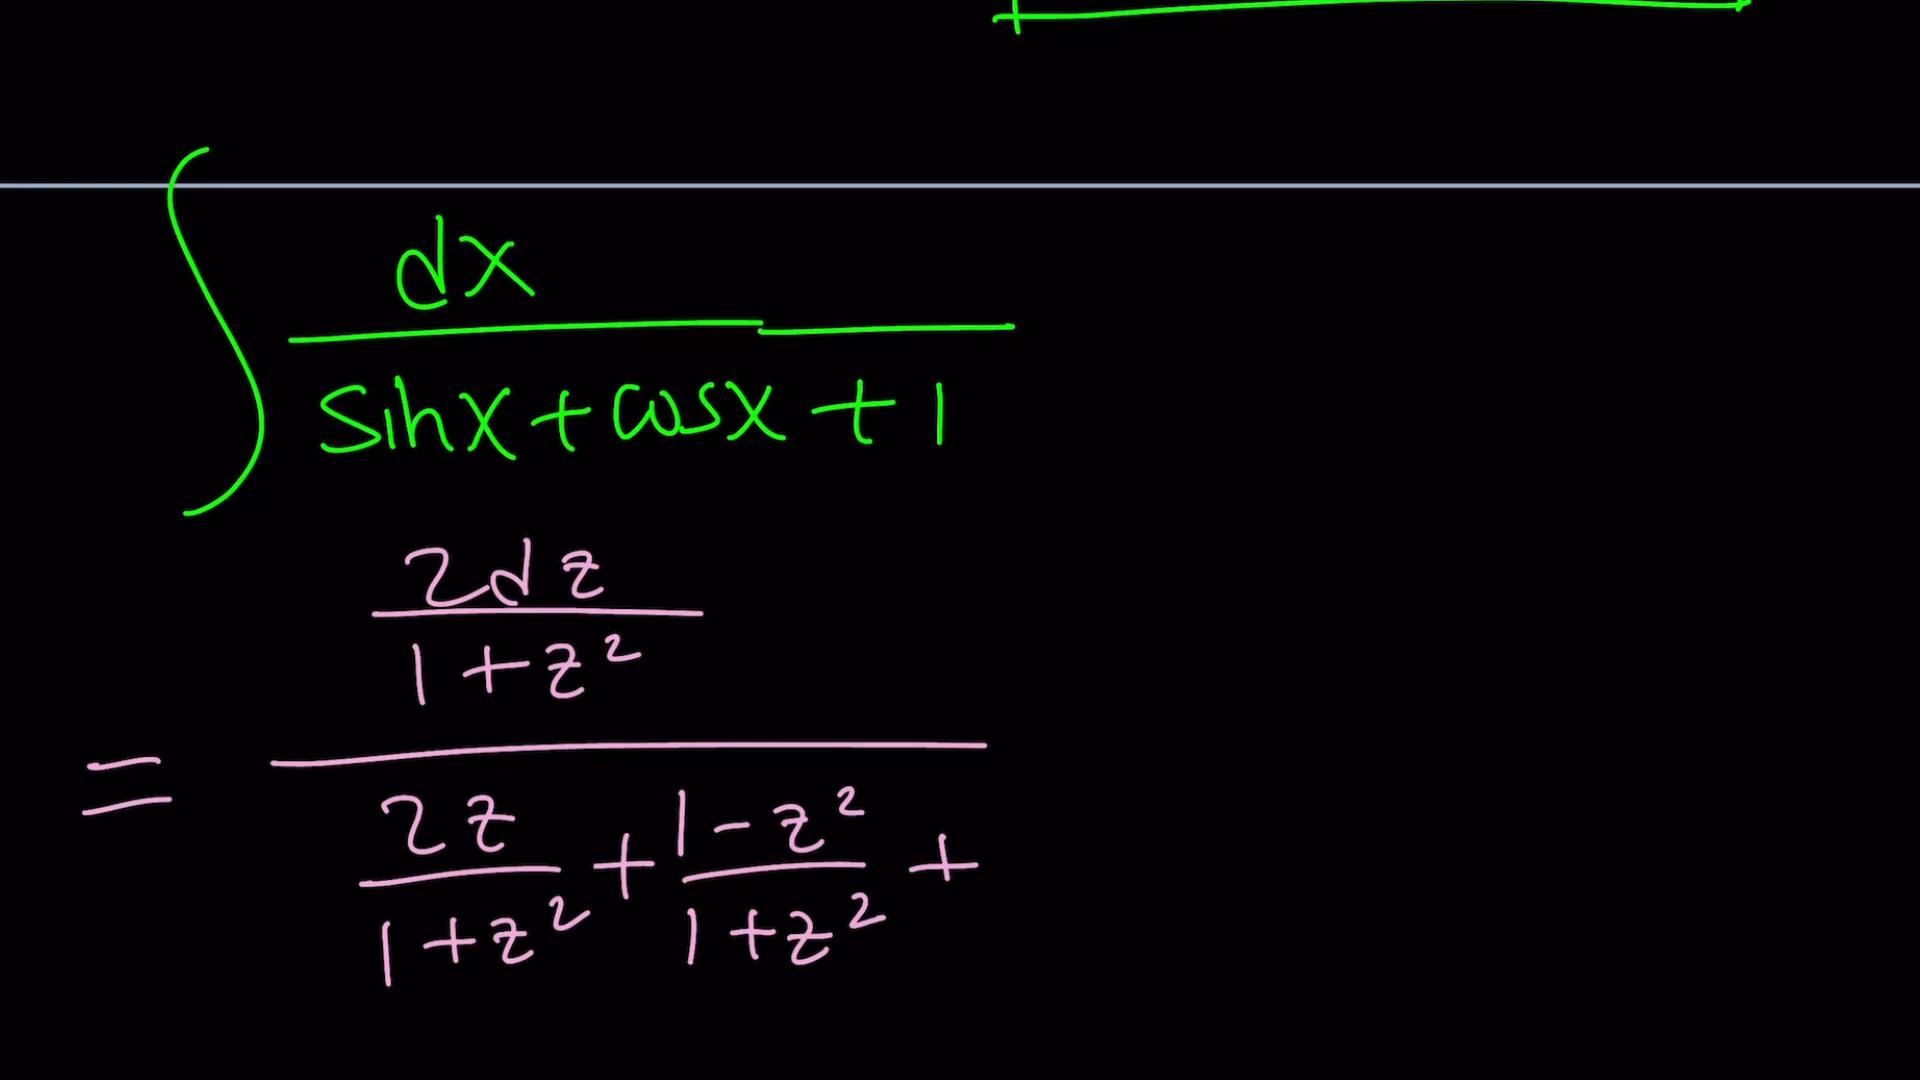 ∫ dx
sinx + cosx + 1
2dz
1+z²
=
2z + 1-z² +
1+z² 1+z²